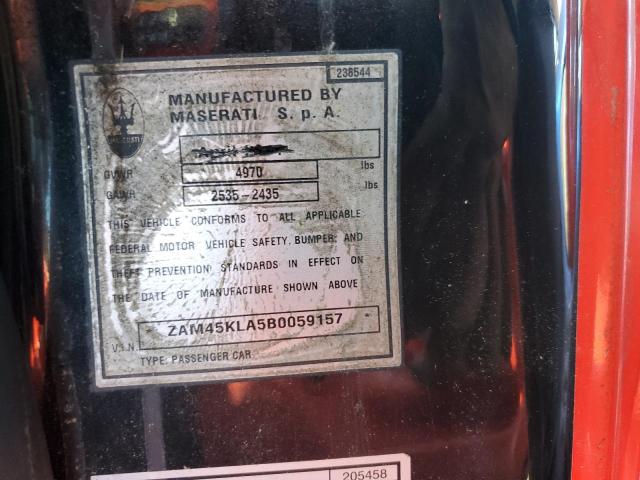 238544
MANUFACTURED BY
MASERATI S. p. A.
GVWR 4970 lbs
GAWR 2535-2435 lbs
THIS VEHICLE CONFORMS TO ALL APPLICABLE
FEDERAL MOTOR VEHICLE SAFETY, BUMPER, AND
THEFT PREVENTION STANDARDS IN EFFECT ON
THE DATE OF MANUFACTURE SHOWN ABOVE
V.I.N. * ZAM45KLA5B0059157 *
TYPE: PASSENGER CAR
205458